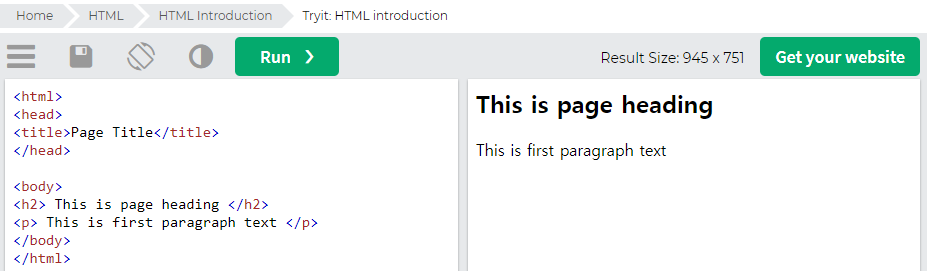 Home HTML HTML Introduction Tryit: HTML introduction
Run ❯ Result Size: 945 x 751 Get your website
<html>
<head>
<title>Page Title</title>
</head>
<body>
<h2> This is page heading </h2>
<p> This is first paragraph text </p>
</body>
</html>
This is page heading
This is first paragraph text